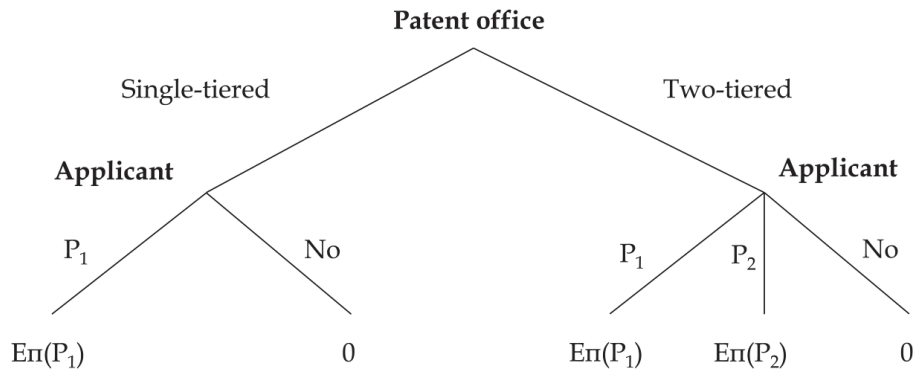 Patent office
Single-tiered Two-tiered
Applicant Applicant
P₁ No P₁ P₂ No
Eπ(P₁) 0 Eπ(P₁) Eπ(P₂) 0